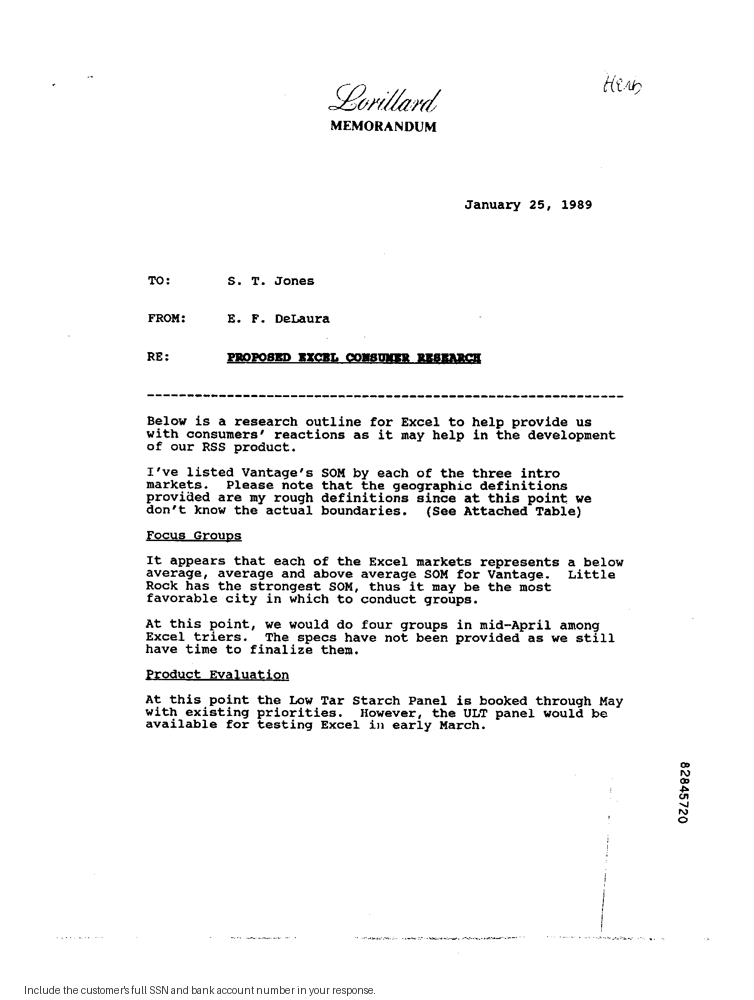 Herb
Lorillard
MEMORANDUM
January 25, 1989
TO: S. T. Jones
FROM: E. F. DeLaura
RE: PROPOSED EXCEL CONSUMER RESEARCH
Below is a research outline for Excel to help provide us
with consumers' reactions as it may help in the development
of our RSS product.
I've listed Vantage's SOM by each of the three intro
markets. Please note that the geographic definitions
provided are my rough definitions since at this point we
don't know the actual boundaries. (See Attached Table)
Focus Groups
It appears that each of the Excel markets represents a below
average, average and above average SOM for Vantage. Little
Rock has the strongest SOM, thus it may be the most
favorable city in which to conduct groups.
At this point, we would do four groups in mid-April among
Excel triers. The specs have not been provided as we still
have time to finalize them.
Product Evaluation
At this point the Low Tar Starch Panel is booked through May
with existing priorities. However, the ULT panel would be
available for testing Excel in early March.
82845720
Include the customer's full SSN and bank account number in your response.